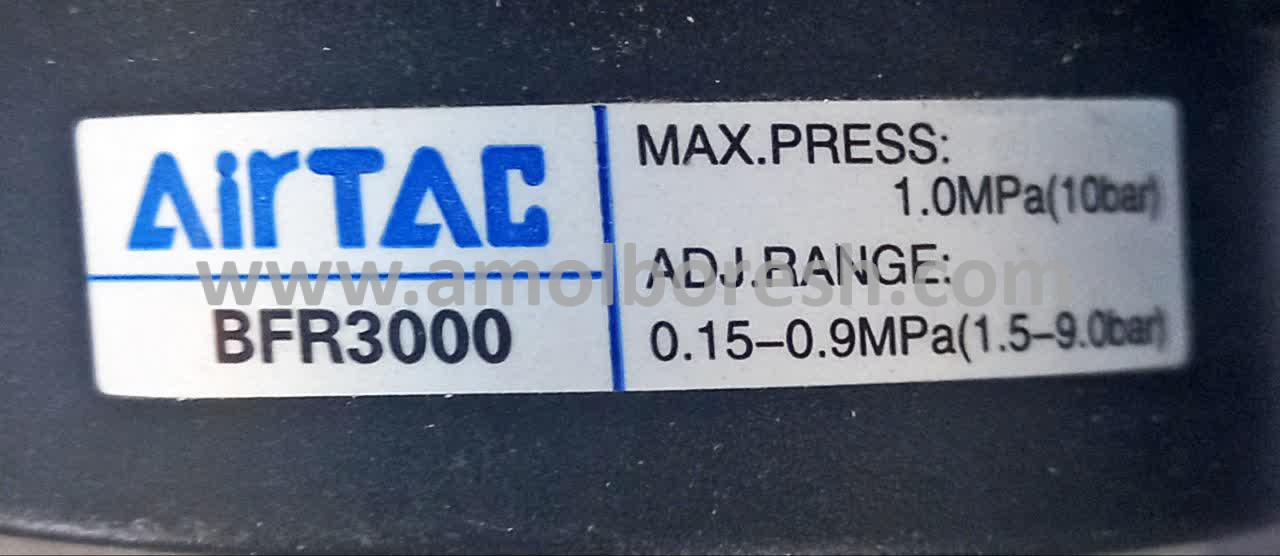 AirTAC
BFR3000
MAX.PRESS:
1.0MPa(10bar)
ADJ.RANGE:
0.15–0.9MPa(1.5–9.0bar)
www.amolboresh.com